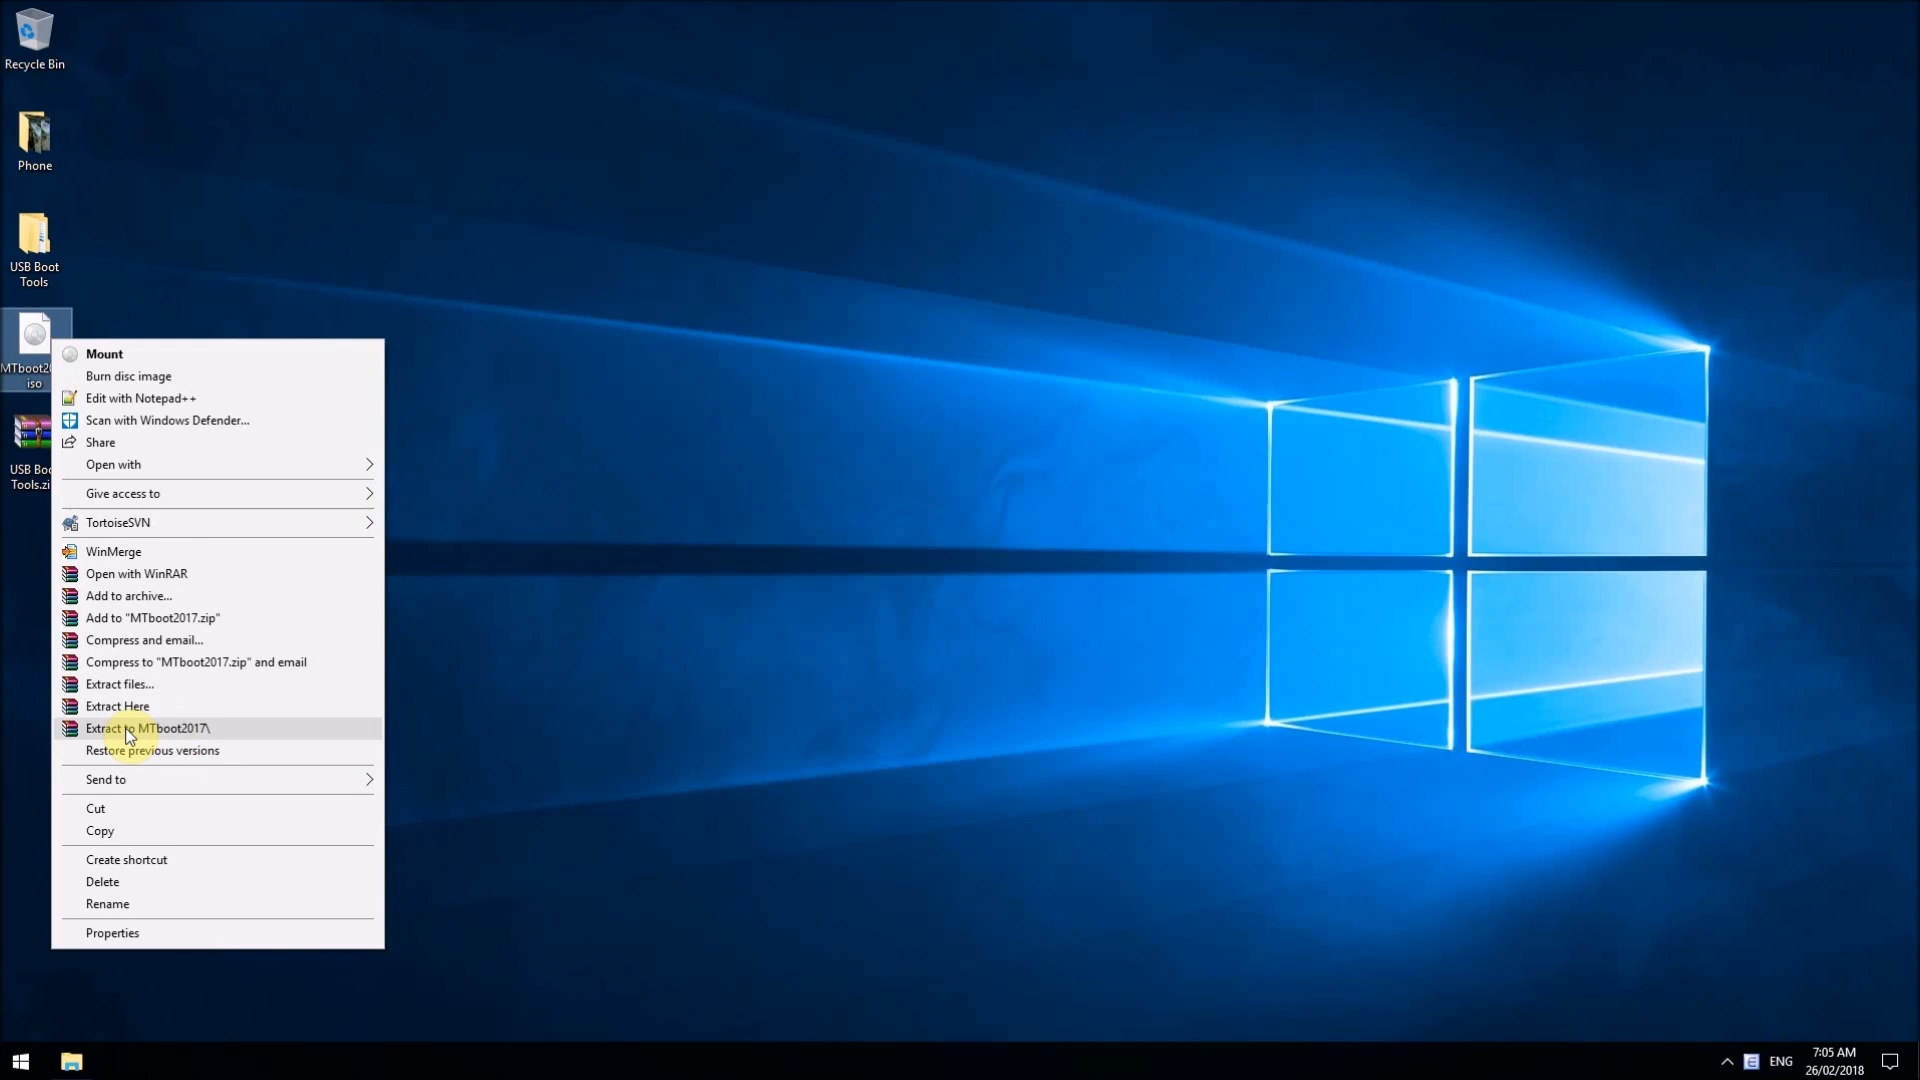 Recycle Bin
Phone
USB Boot
Tools
MTboot20
iso
USB Boo
Tools.zi
Mount
Burn disc image
Edit with Notepad++
Scan with Windows Defender...
Share
Open with
Give access to
TortoiseSVN
WinMerge
Open with WinRAR
Add to archive...
Add to "MTboot2017.zip"
Compress and email...
Compress to "MTboot2017.zip" and email
Extract files...
Extract Here
Extract to MTboot2017\
Restore previous versions
Send to
Cut
Copy
Create shortcut
Delete
Rename
Properties
ENG
7:05 AM
26/02/2018